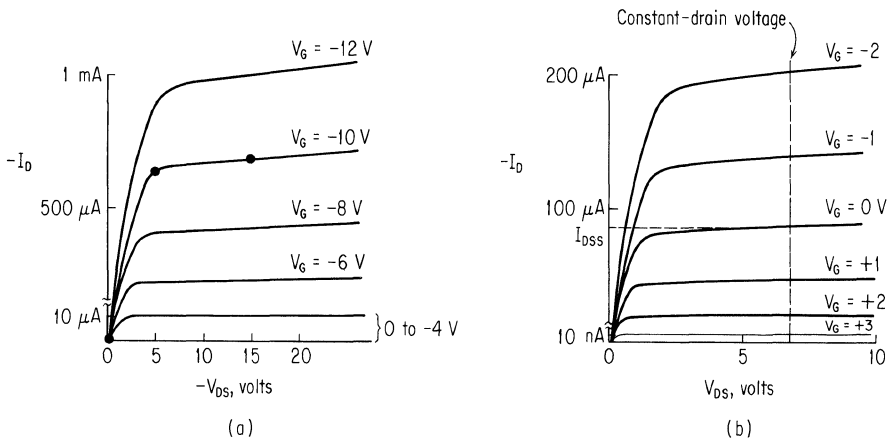 V_G = -12 V
1 mA
V_G = -10 V
-I_D
500 μA
V_G = -8 V
V_G = -6 V
10 μA
0 to -4 V
0 5 10 15 20
-V_DS, volts
(a)
Constant-drain voltage
V_G = -2
200 μA
V_G = -1
-I_D
100 μA
V_G = 0 V
I_DSS
V_G = +1
V_G = +2
V_G = +3
10 nA
0 5 10
V_DS, volts
(b)